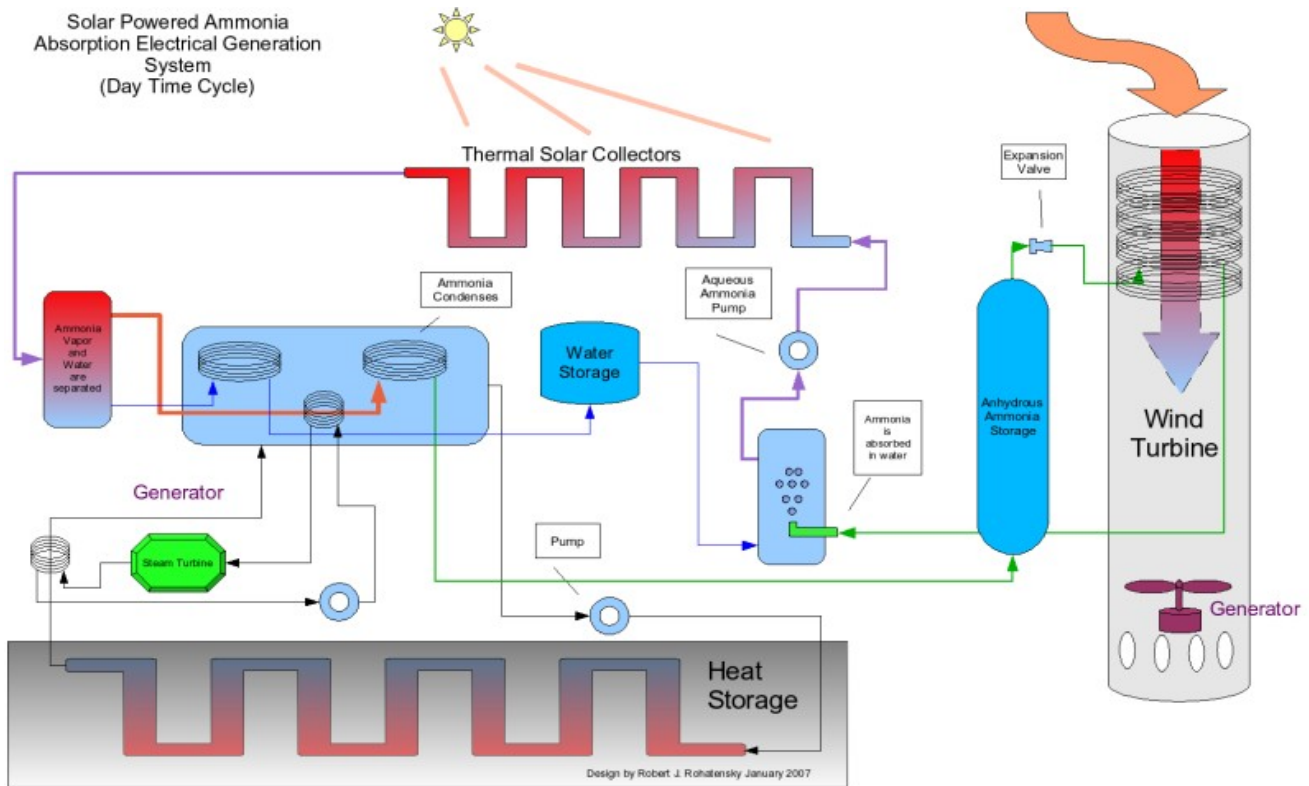 Solar Powered Ammonia
Absorption Electrical Generation
System
(Day Time Cycle)
Thermal Solar Collectors
Expansion
Valve
Ammonia
Condenses
Aqueous
Ammonia
Pump
Ammonia
Vapor
and
Water
are
separated
Water
Storage
Anhydrous
Ammonia
Storage
Wind
Turbine
Ammonia
is
absorbed
in water
Generator
Steam Turbine
Pump
Generator
Heat
Storage
Design by Robert J. Rohatensky January 2007